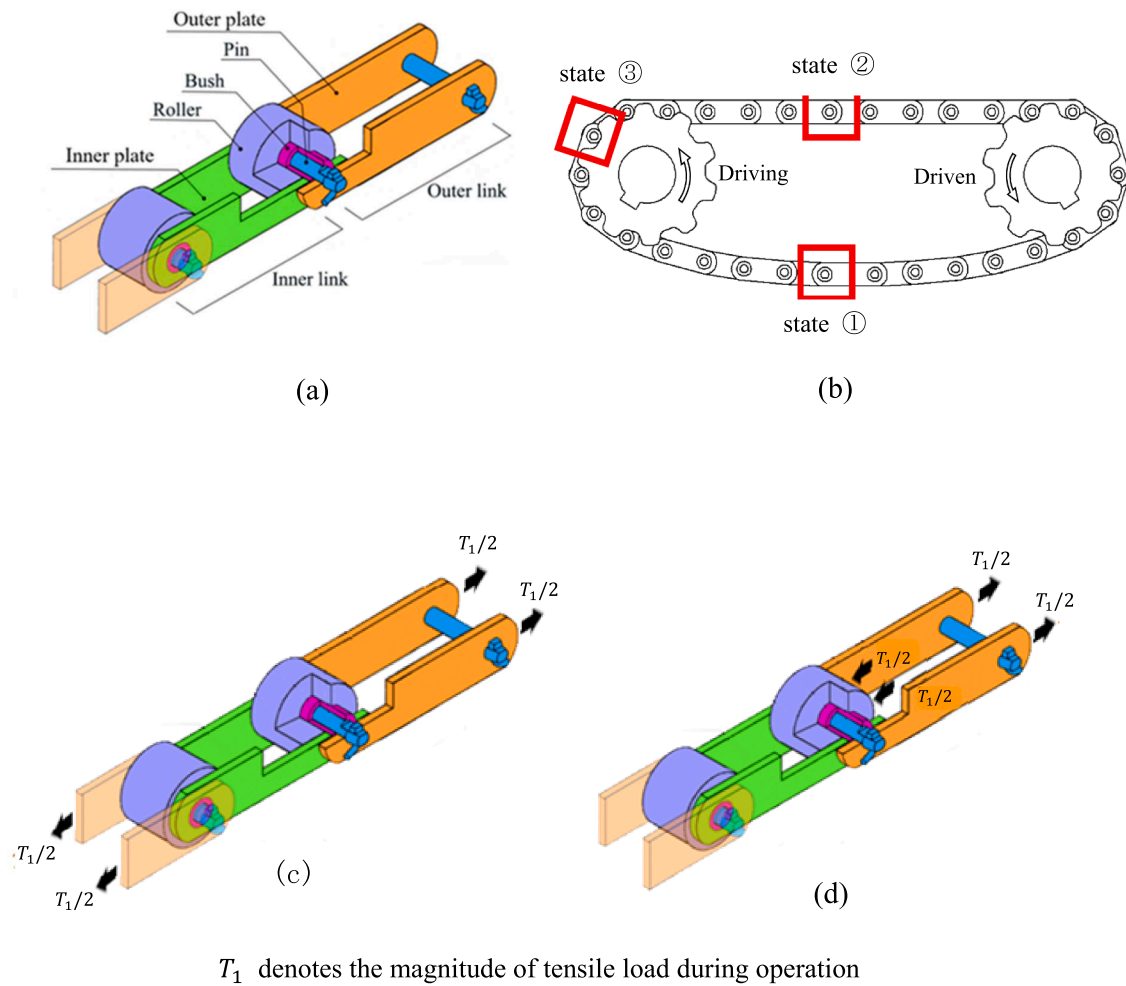 Outer plate
Pin
Bush
Roller
Inner plate
Outer link
Inner link
(a)
state ③
state ②
Driving
Driven
state ①
(b)
T₁/2
T₁/2
T₁/2
T₁/2
(c)
T₁/2
T₁/2
T₁/2
T₁/2
(d)
T₁ denotes the magnitude of tensile load during operation